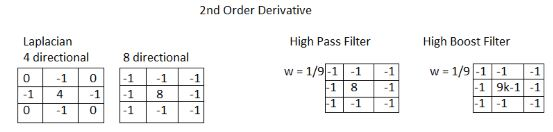 2nd Order Derivative
Laplacian
4 directional
0 -1 0
-1 4 -1
0 -1 0
8 directional
-1 -1 -1
-1 8 -1
-1 -1 -1
High Pass Filter
w = 1/9 -1 -1 -1
-1 8 -1
-1 -1 -1
High Boost Filter
w = 1/9 -1 -1 -1
-1 9k-1 -1
-1 -1 -1